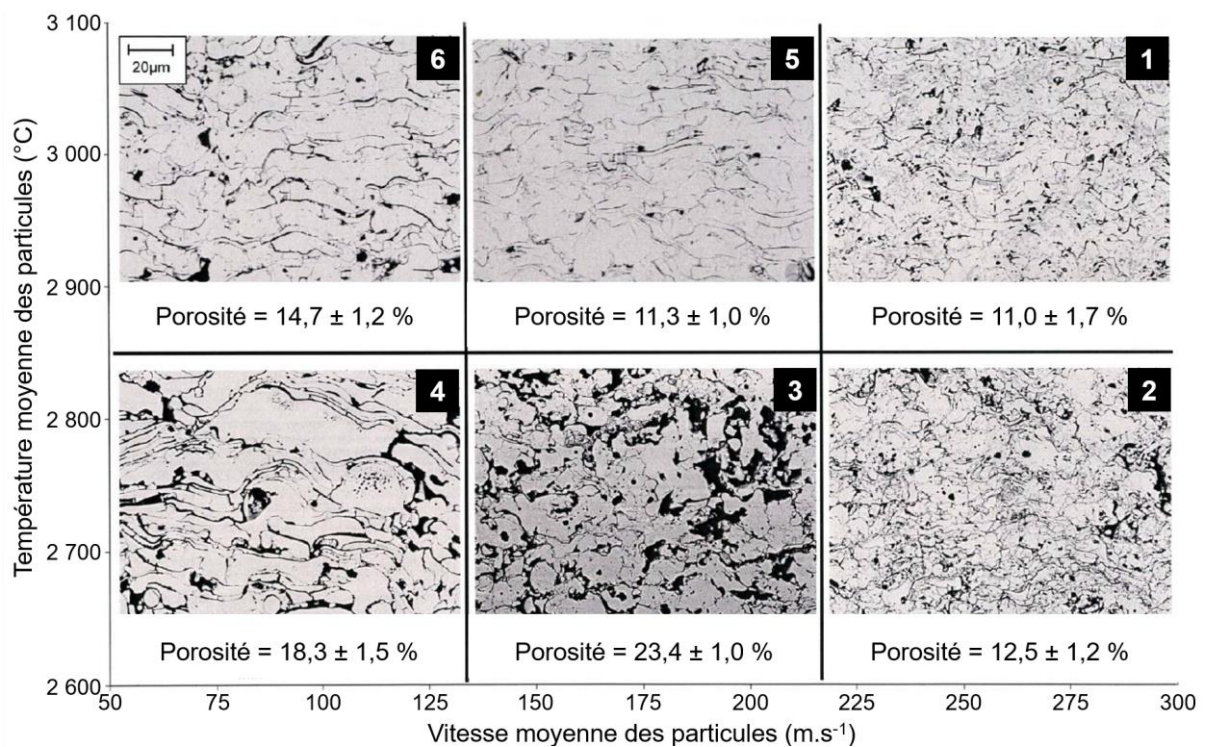 3 100
3 000
2 900
2 800
2 700
2 600
Température moyenne des particules (°C)
20µm
6
5
1
Porosité = 14,7 ± 1,2 %
Porosité = 11,3 ± 1,0 %
Porosité = 11,0 ± 1,7 %
4
3
2
Porosité = 18,3 ± 1,5 %
Porosité = 23,4 ± 1,0 %
Porosité = 12,5 ± 1,2 %
50 75 100 125 150 175 200 225 250 275 300
Vitesse moyenne des particules (m.s⁻¹)